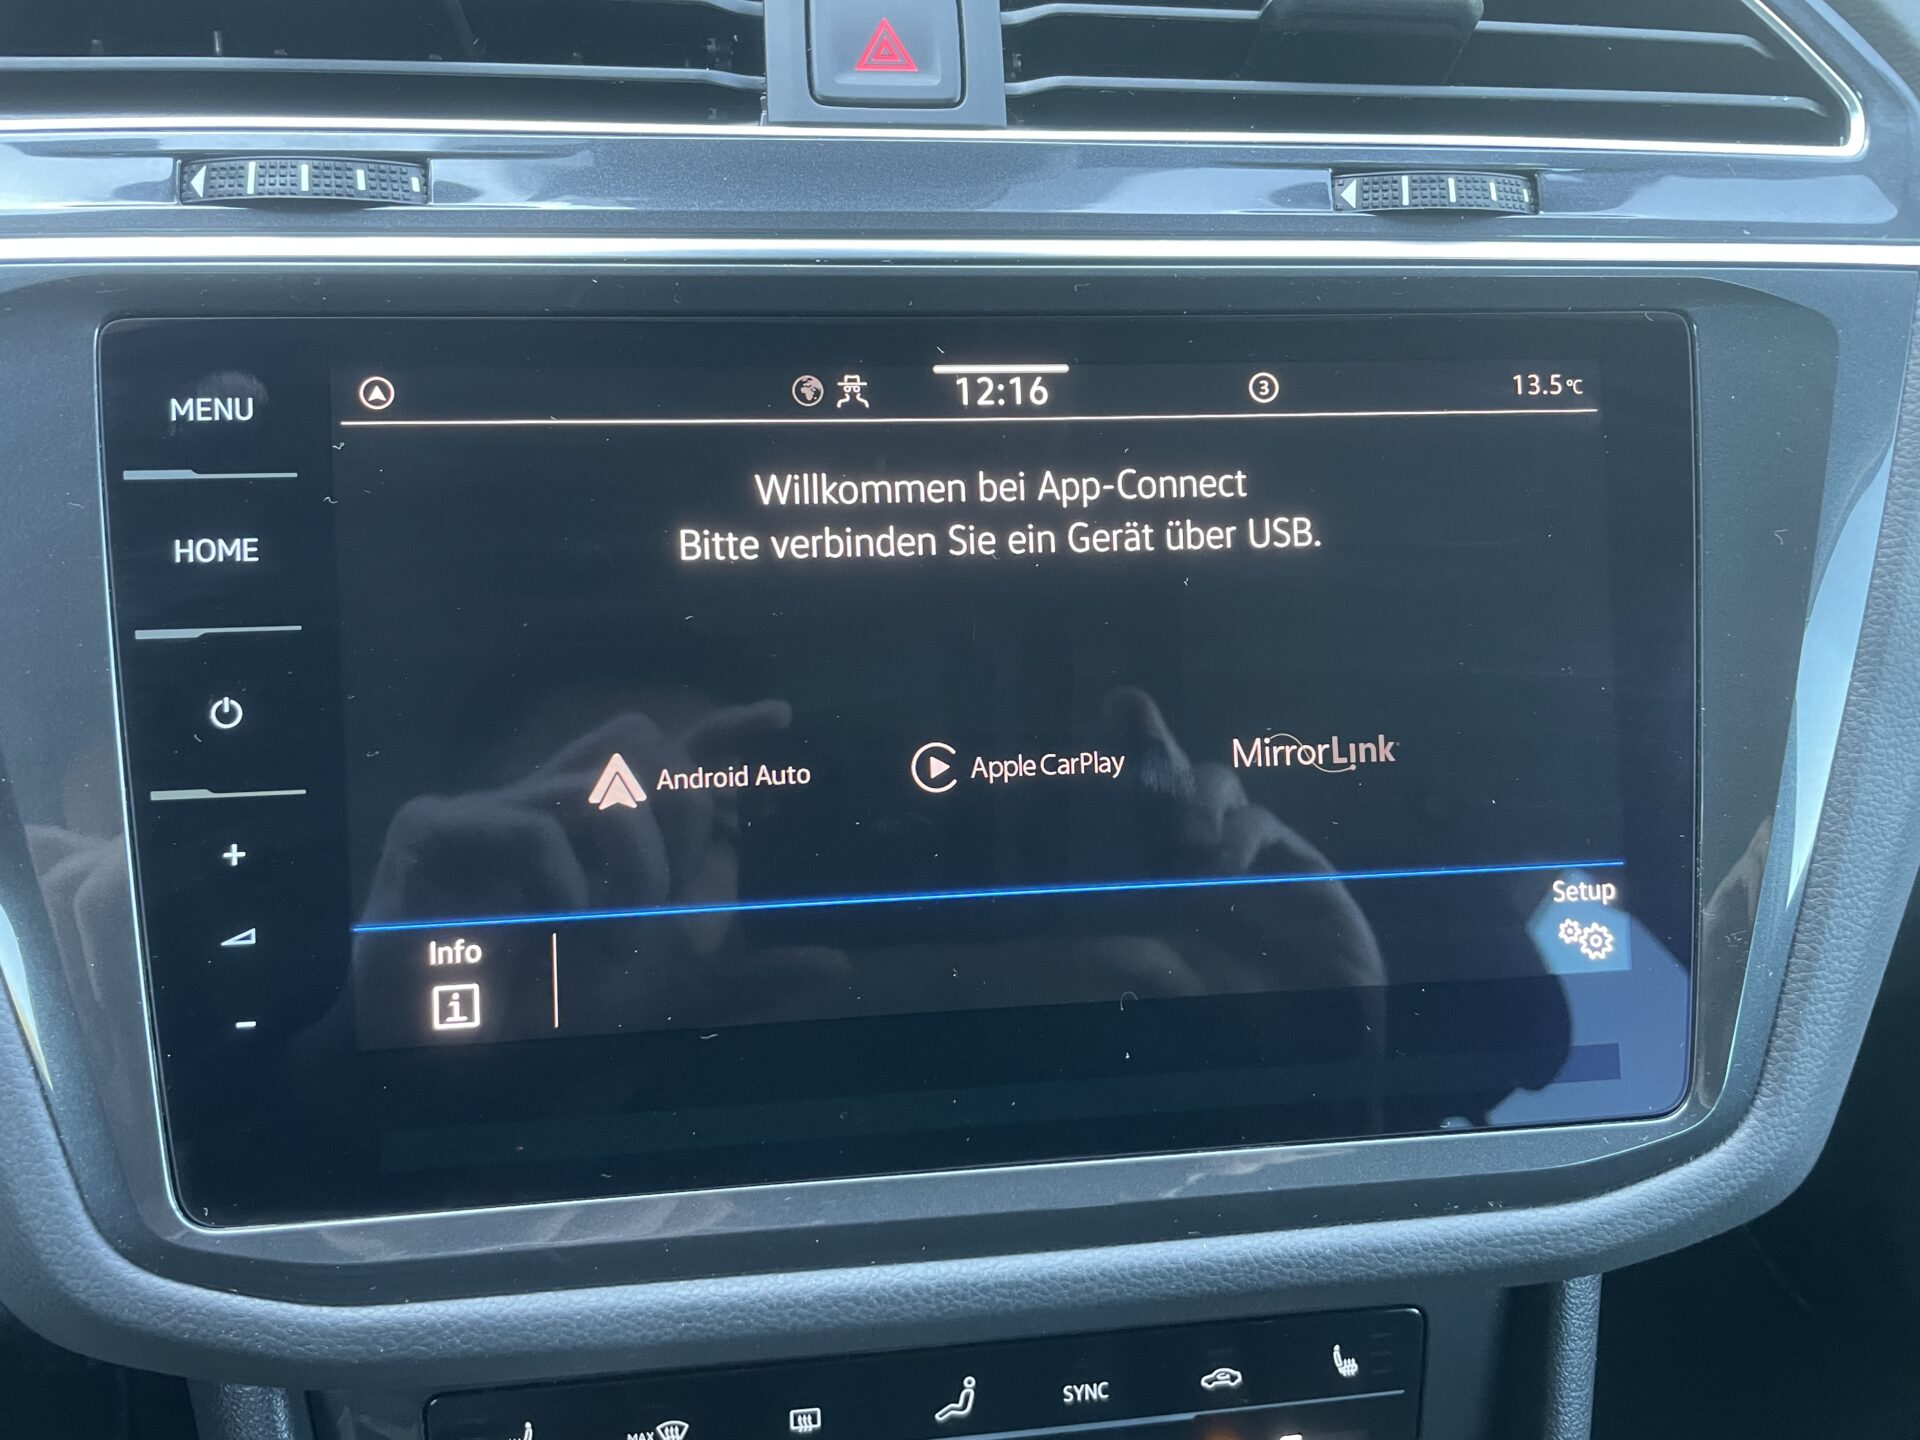 MENU
12:16
3
13.5°C
Willkommen bei App-Connect
Bitte verbinden Sie ein Gerät über USB.
HOME
Android Auto
Apple CarPlay
MirrorLink
Setup
Info
i
SYNC
MAX